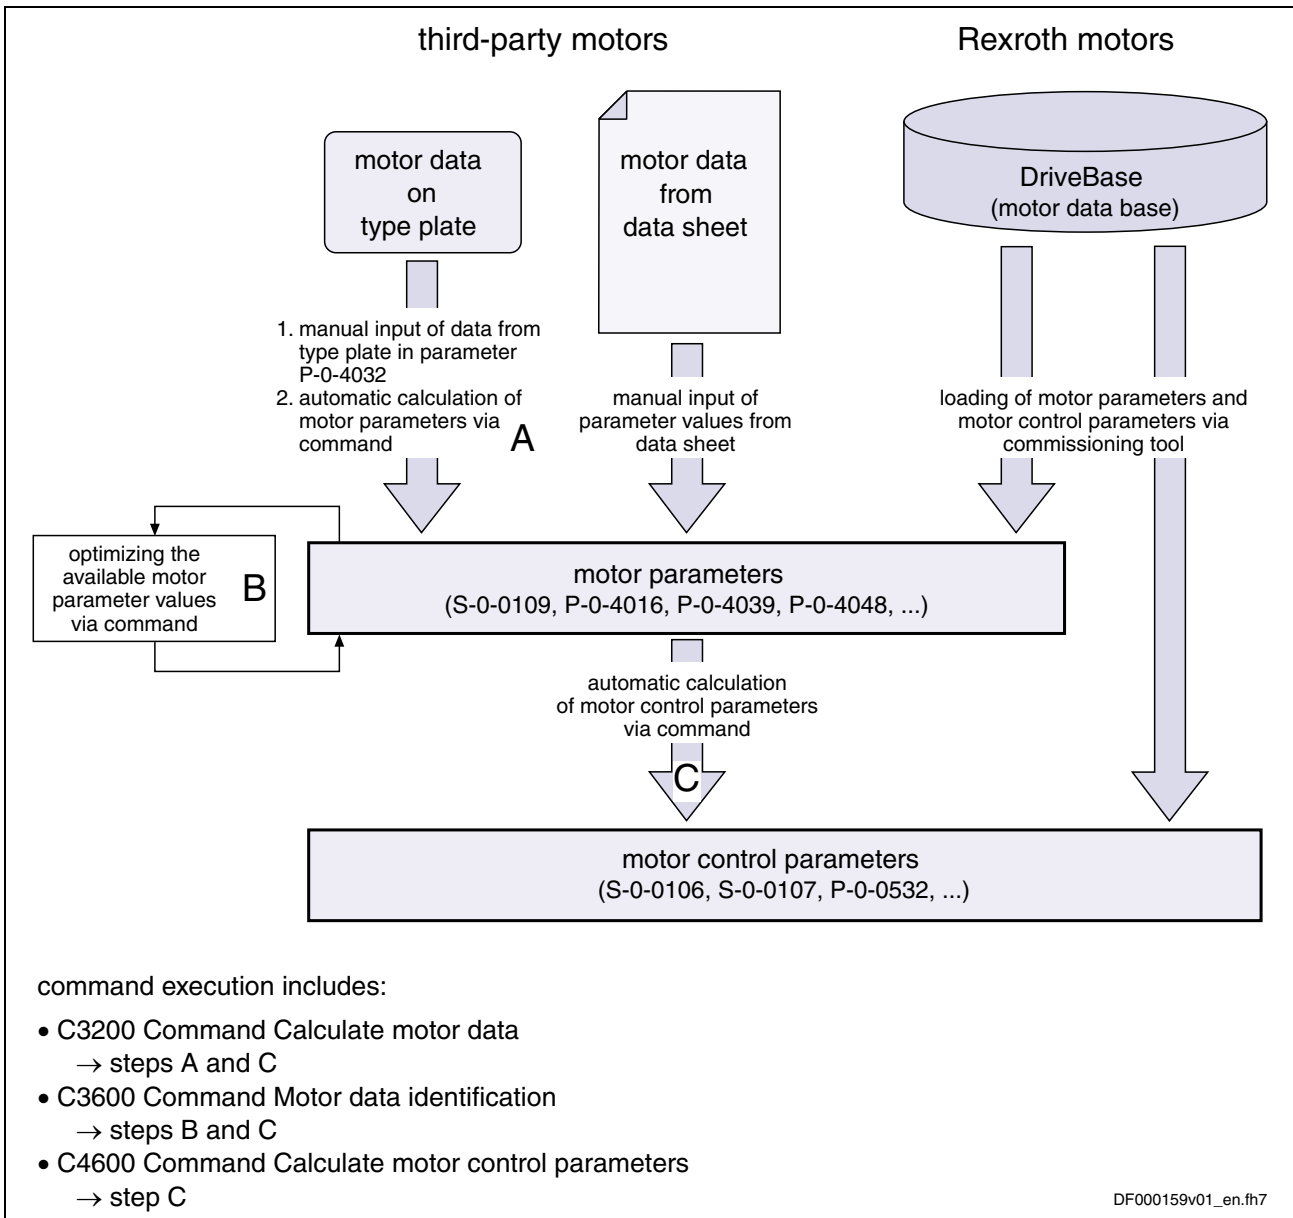 third-party motors
Rexroth motors
motor data
on
type plate
motor data
from
data sheet
DriveBase
(motor data base)
1. manual input of data from
type plate in parameter
P-0-4032
2. automatic calculation of
motor parameters via
command
A
manual input of
parameter values from
data sheet
loading of motor parameters and
motor control parameters via
commissioning tool
optimizing the
available motor
parameter values
via command
B
motor parameters
(S-0-0109, P-0-4016, P-0-4039, P-0-4048, ...)
automatic calculation
of motor control parameters
via command
C
motor control parameters
(S-0-0106, S-0-0107, P-0-0532, ...)
command execution includes:
• C3200 Command Calculate motor data
→ steps A and C
• C3600 Command Motor data identification
→ steps B and C
• C4600 Command Calculate motor control parameters
→ step C
DF000159v01_en.fh7